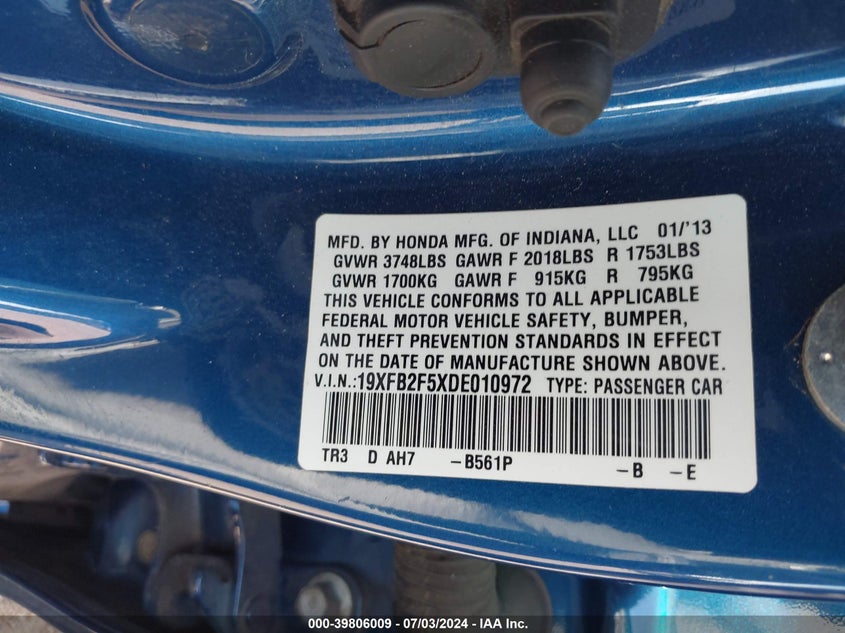 MFD. BY HONDA MFG. OF INDIANA, LLC 01/'13
GVWR 3748LBS GAWR F 2018LBS R 1753LBS
GVWR 1700KG GAWR F 915KG R 795KG
THIS VEHICLE CONFORMS TO ALL APPLICABLE
FEDERAL MOTOR VEHICLE SAFETY, BUMPER,
AND THEFT PREVENTION STANDARDS IN EFFECT
ON THE DATE OF MANUFACTURE SHOWN ABOVE.
V.I.N.:19XFB2F5XDE010972 TYPE: PASSENGER CAR
TR3 D AH7 -B561P -B -E
000-39806009 - 07/03/2024 - IAA Inc.